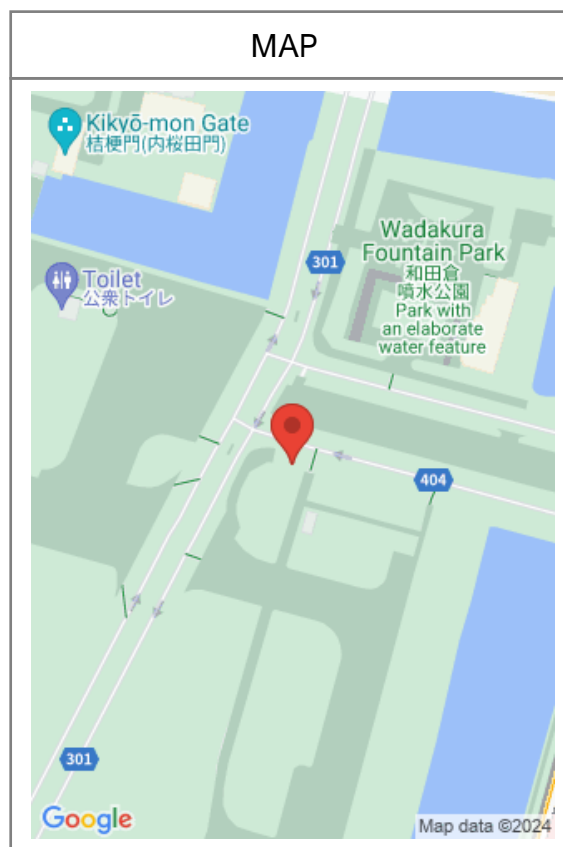 MAP
Kikyō-mon Gate
桔梗門(内桜田門)
Wadakura
Fountain Park
和田倉
噴水公園
Park with
an elaborate
water feature
301
Toilet
公衆トイレ
404
301
Google
Map data ©2024